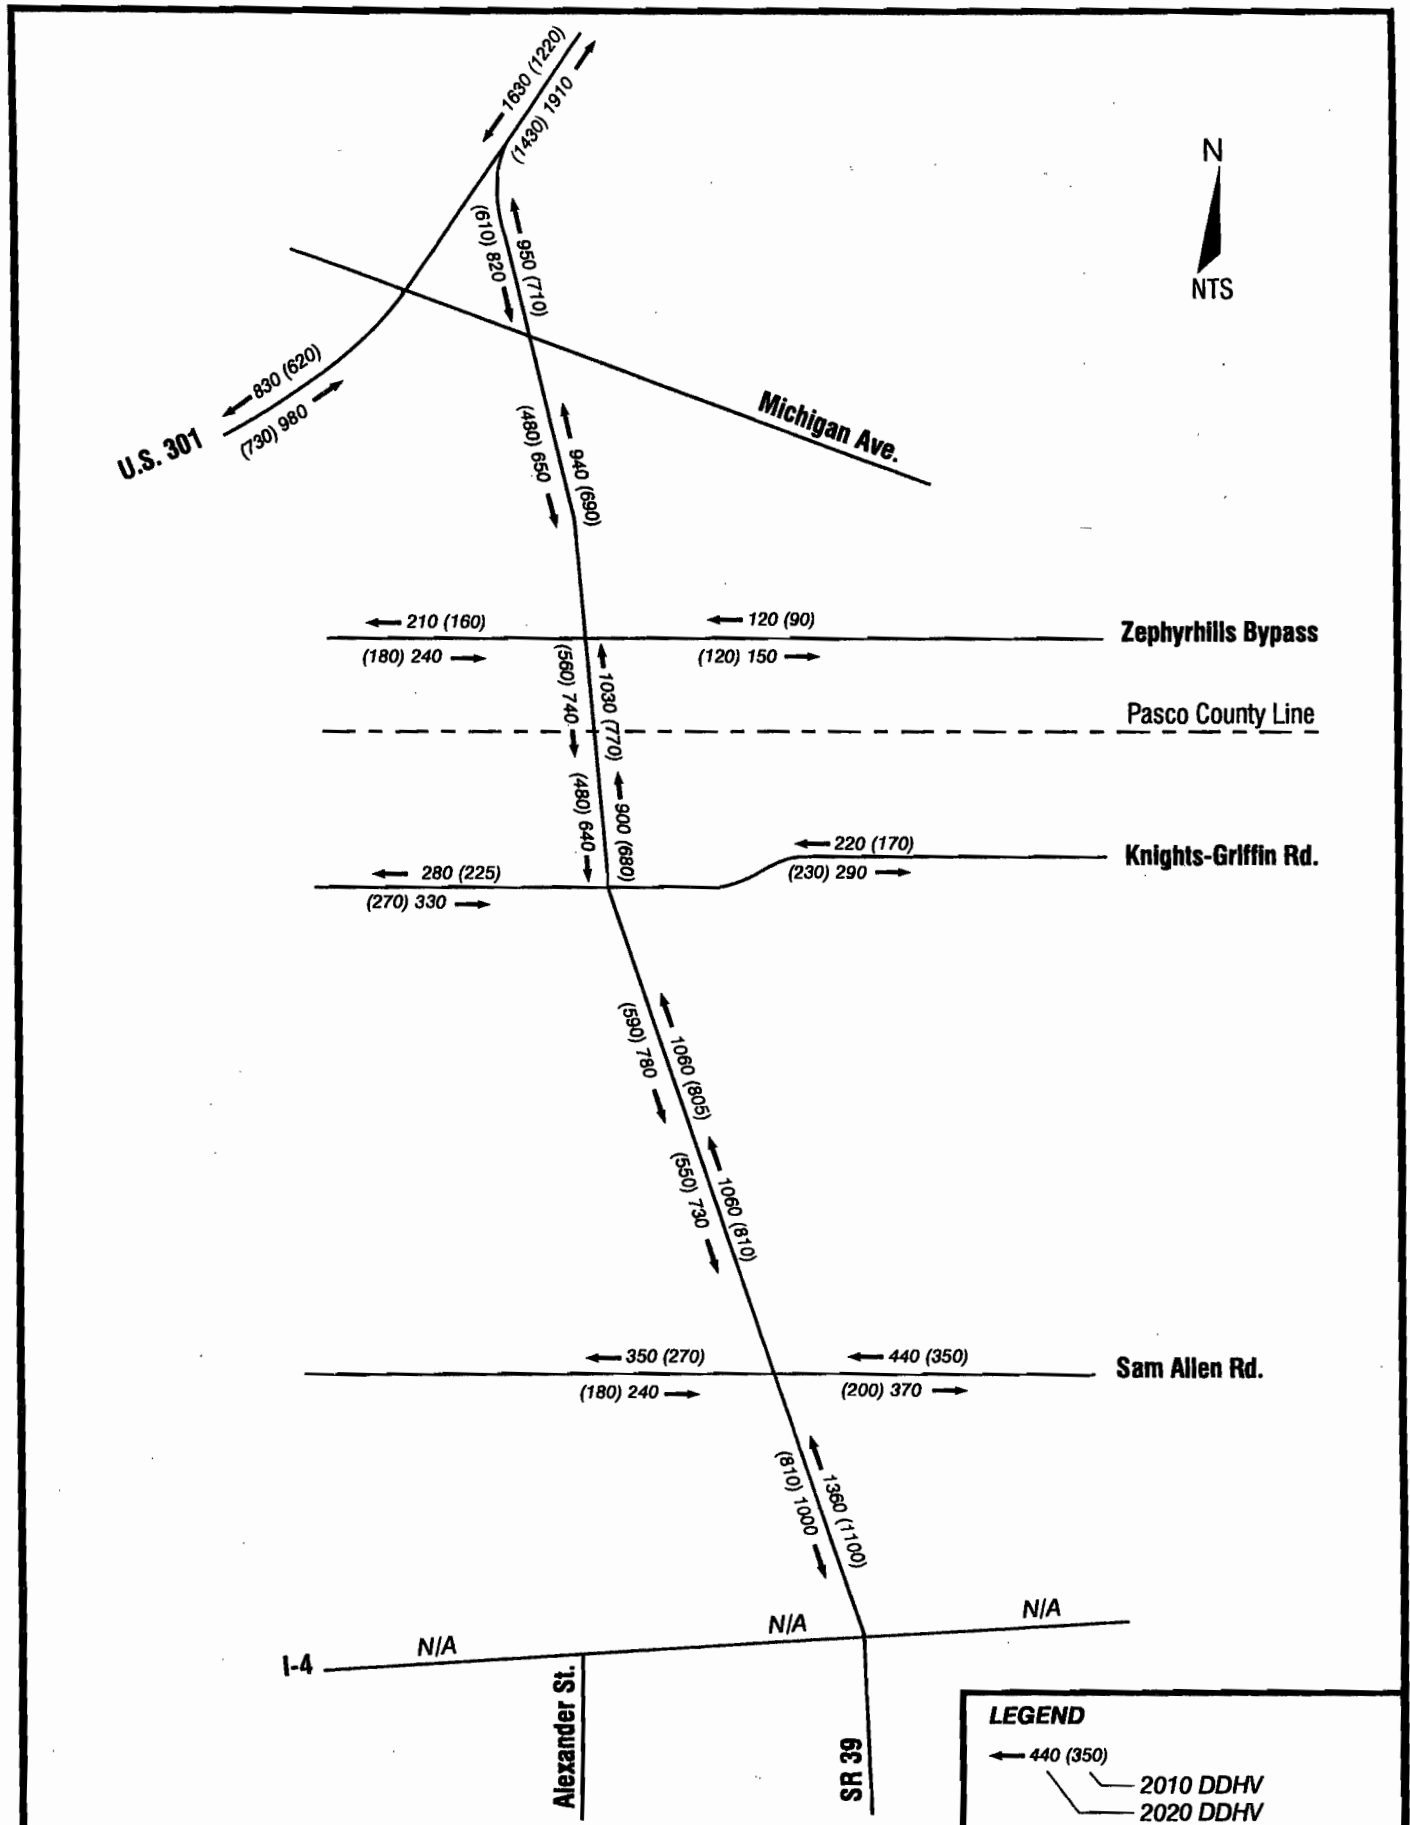 1630 (1220)
(1430) 1910
N
NTS
(610) 820
950 (710)
830 (620)
(730) 980
U.S. 301
Michigan Ave.
(480) 650
940 (690)
210 (160)
120 (90)
Zephyrhills Bypass
(180) 240
(120) 150
(560) 740
1030 (770)
Pasco County Line
(480) 640
900 (680)
220 (170)
Knights-Griffin Rd.
280 (225)
(230) 290
(270) 330
(590) 780
1060 (805)
(550) 730
1060 (810)
350 (270)
440 (350)
Sam Allen Rd.
(180) 240
(200) 370
(810) 1000
1360 (1100)
N/A
N/A
N/A
I-4
Alexander St.
SR 39
LEGEND
440 (350)
2010 DDHV
2020 DDHV